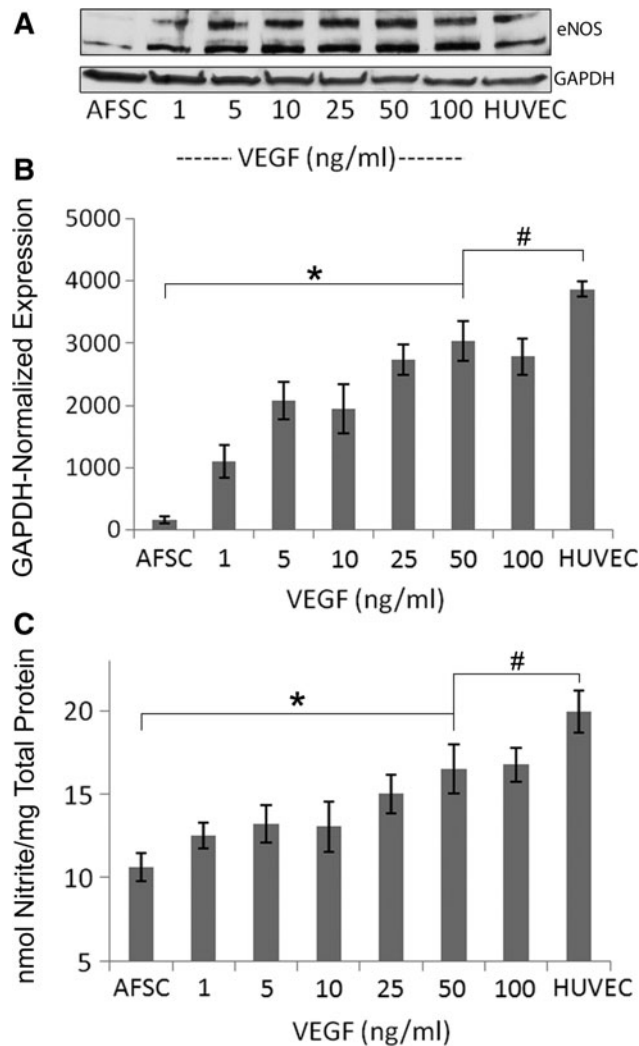 A
eNOS
GAPDH
AFSC 1 5 10 25 50 100 HUVEC
----- VEGF (ng/ml) ------
B
GAPDH-Normalized Expression
5000
4000
3000
2000
1000
0
*
#
AFSC 1 5 10 25 50 100 HUVEC
VEGF (ng/ml)
C
nmol Nitrite/mg Total Protein
20
15
10
5
*
#
AFSC 1 5 10 25 50 100 HUVEC
VEGF (ng/ml)